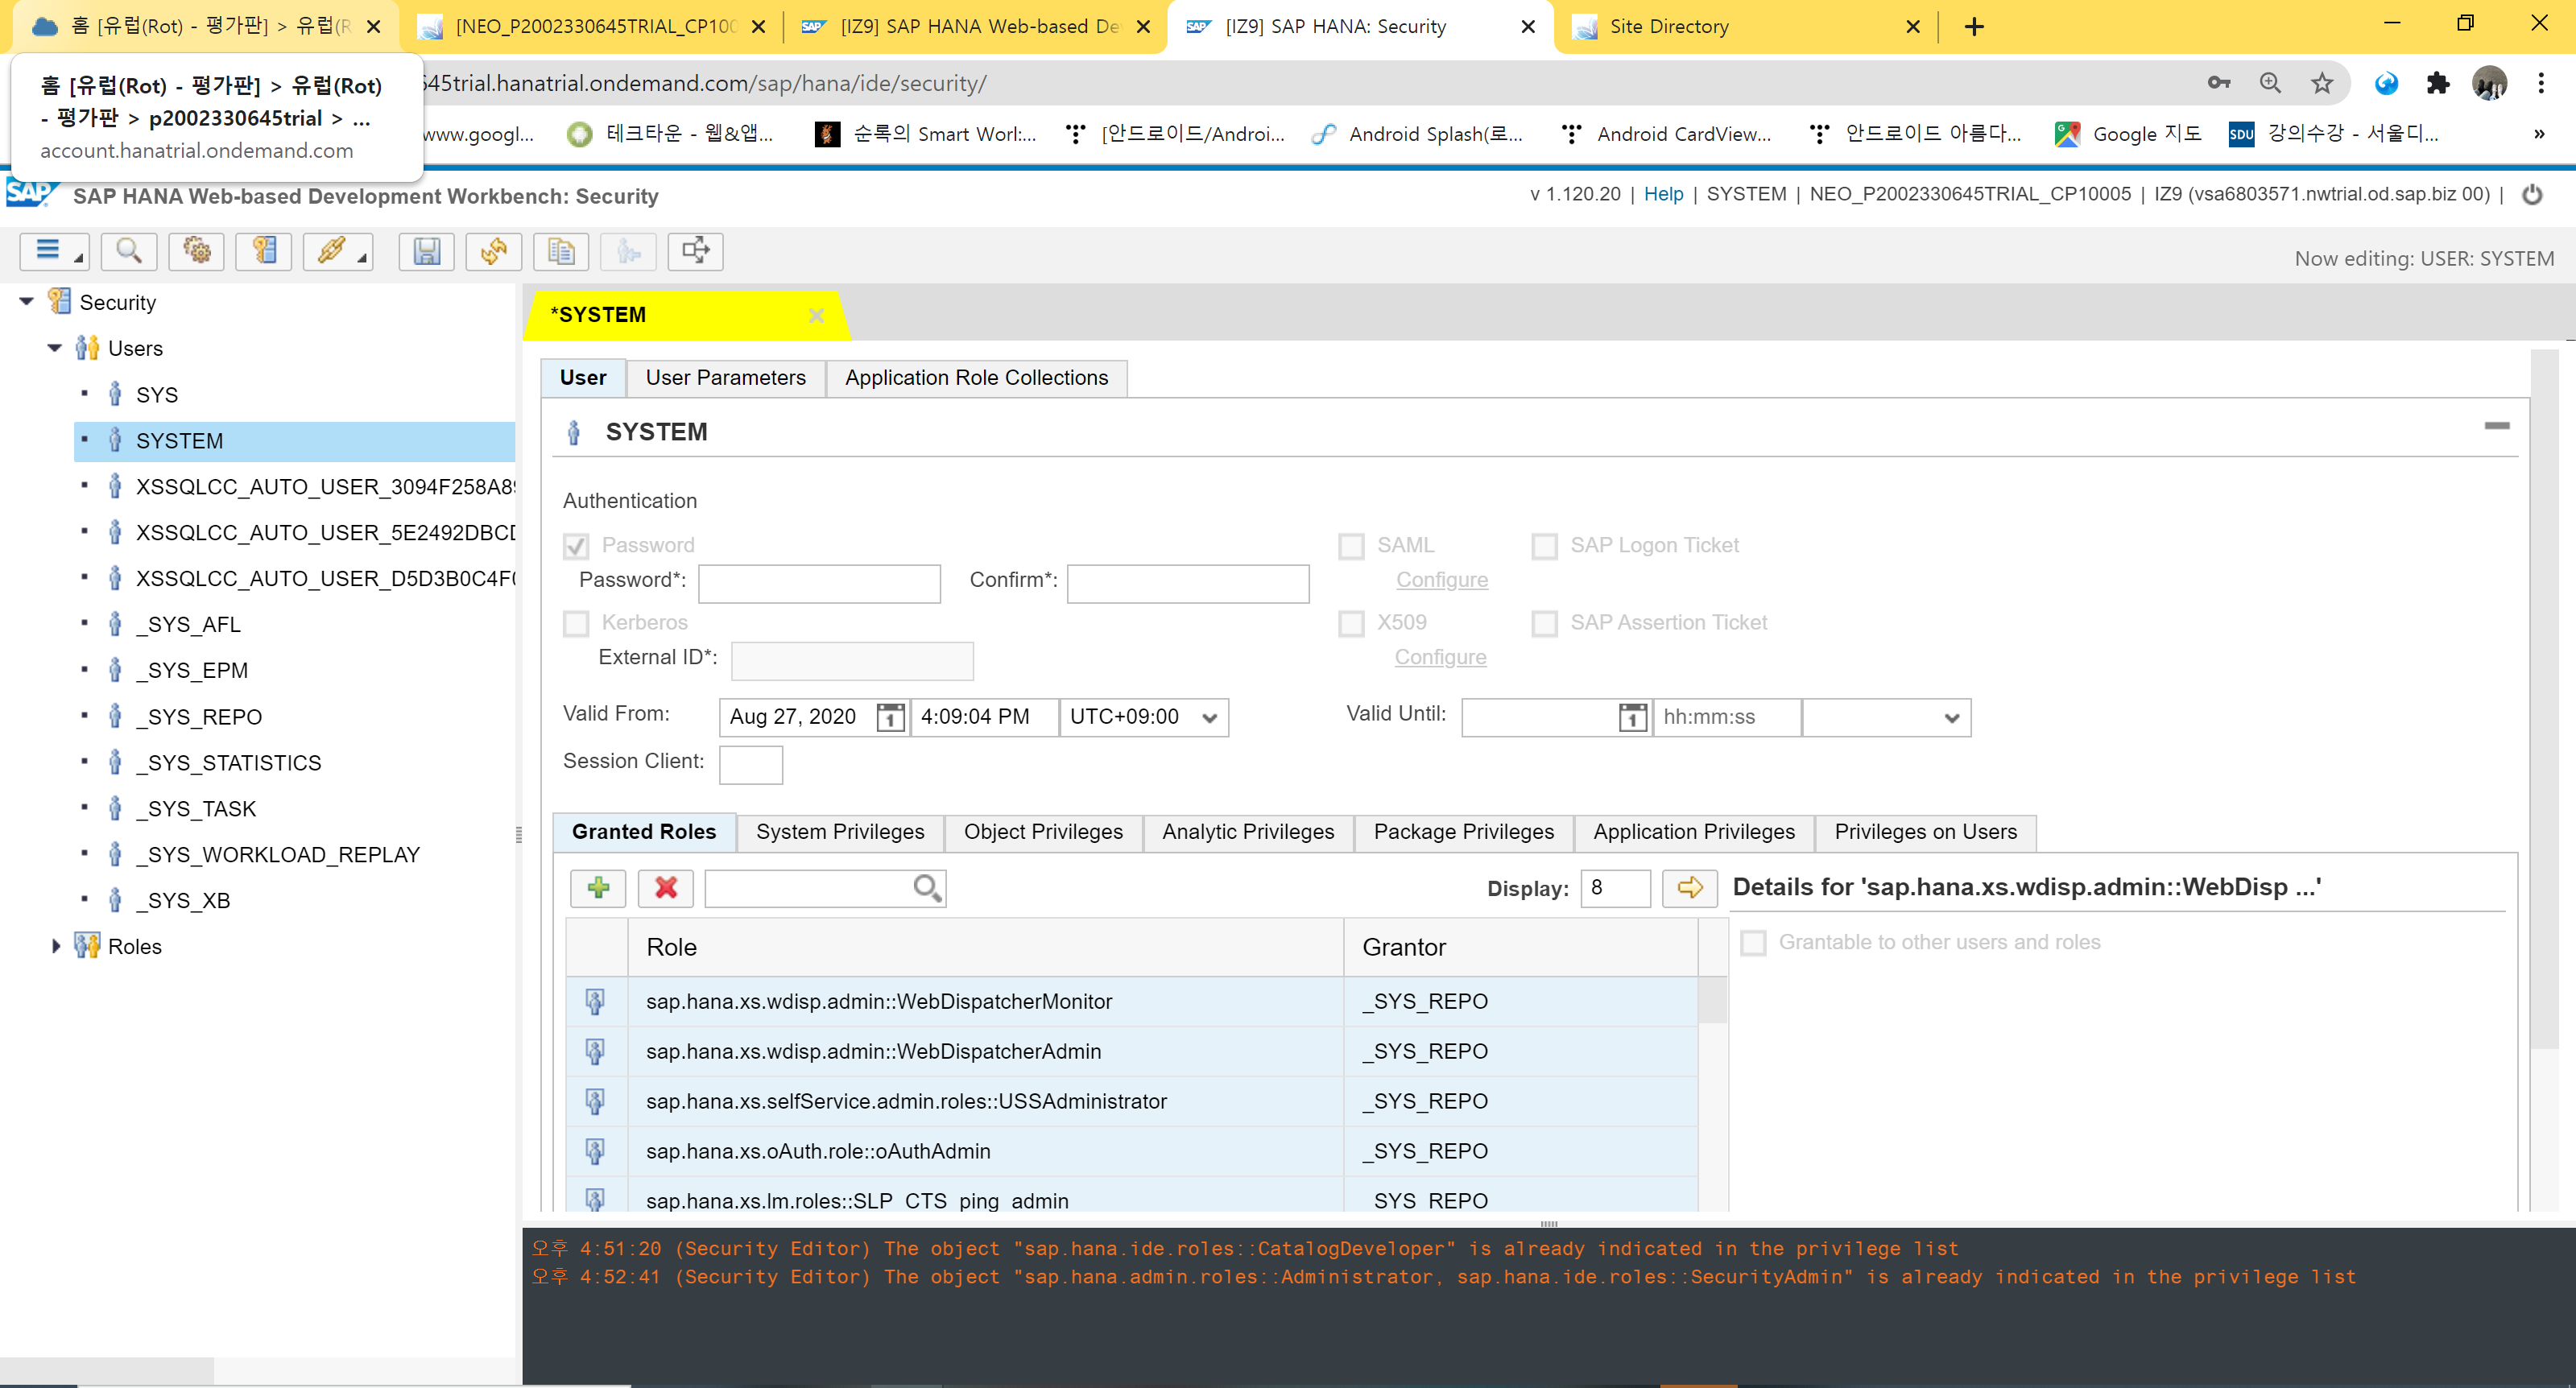 홈 [유럽(Rot) - 평가판] > 유럽(R
[NEO_P2002330645TRIAL_CP100
[IZ9] SAP HANA Web-based De
[IZ9] SAP HANA: Security
Site Directory
홈 [유럽(Rot) - 평가판] > 유럽(Rot)
- 평가판 > p2002330645trial > ...
account.hanatrial.ondemand.com
45trial.hanatrial.ondemand.com/sap/hana/ide/security/
www.googl...
테크타운 - 웹&앱...
순록의 Smart Worl:...
[안드로이드/Androi...
Android Splash(로...
Android CardView...
안드로이드 아름다...
Google 지도
SDU
강의수강 - 서울디...
»
SAP
SAP HANA Web-based Development Workbench: Security
v 1.120.20 | Help | SYSTEM | NEO_P2002330645TRIAL_CP10005 | IZ9 (vsa6803571.nwtrial.od.sap.biz 00) |
Now editing: USER: SYSTEM
Security
Users
SYS
SYSTEM
XSSQLCC_AUTO_USER_3094F258A8
XSSQLCC_AUTO_USER_5E2492DBCD
XSSQLCC_AUTO_USER_D5D3B0C4F
_SYS_AFL
_SYS_EPM
_SYS_REPO
_SYS_STATISTICS
_SYS_TASK
_SYS_WORKLOAD_REPLAY
_SYS_XB
Roles
*SYSTEM
User
User Parameters
Application Role Collections
SYSTEM
Authentication
Password
SAML
SAP Logon Ticket
Password*:
Confirm*:
Configure
Kerberos
X509
SAP Assertion Ticket
External ID*:
Configure
Valid From:
Aug 27, 2020
1
4:09:04 PM
UTC+09:00
Valid Until:
1
hh:mm:ss
Session Client:
Granted Roles
System Privileges
Object Privileges
Analytic Privileges
Package Privileges
Application Privileges
Privileges on Users
Display:
8
Details for 'sap.hana.xs.wdisp.admin::WebDisp ...'
Grantable to other users and roles
Role
Grantor
sap.hana.xs.wdisp.admin::WebDispatcherMonitor
_SYS_REPO
sap.hana.xs.wdisp.admin::WebDispatcherAdmin
_SYS_REPO
sap.hana.xs.selfService.admin.roles::USSAdministrator
_SYS_REPO
sap.hana.xs.oAuth.role::oAuthAdmin
_SYS_REPO
sap.hana.xs.lm.roles::SLP_CTS_ping_admin
_SYS_REPO
오후 4:51:20 (Security Editor) The object "sap.hana.ide.roles::CatalogDeveloper" is already indicated in the privilege list
오후 4:52:41 (Security Editor) The object "sap.hana.admin.roles::Administrator, sap.hana.ide.roles::SecurityAdmin" is already indicated in the privilege list